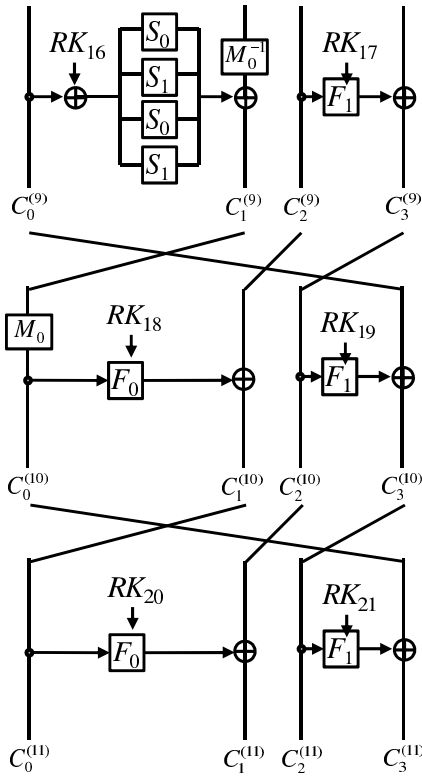 RK₁₆ S₀ M₀⁻¹ RK₁₇
S₁
S₀ F₁
S₁
C₀⁽⁹⁾ C₁⁽⁹⁾ C₂⁽⁹⁾ C₃⁽⁹⁾
M₀ RK₁₈ RK₁₉
F₀ F₁
C₀⁽¹⁰⁾ C₁⁽¹⁰⁾ C₂⁽¹⁰⁾ C₃⁽¹⁰⁾
RK₂₀ RK₂₁
F₀ F₁
C₀⁽¹¹⁾ C₁⁽¹¹⁾ C₂⁽¹¹⁾ C₃⁽¹¹⁾